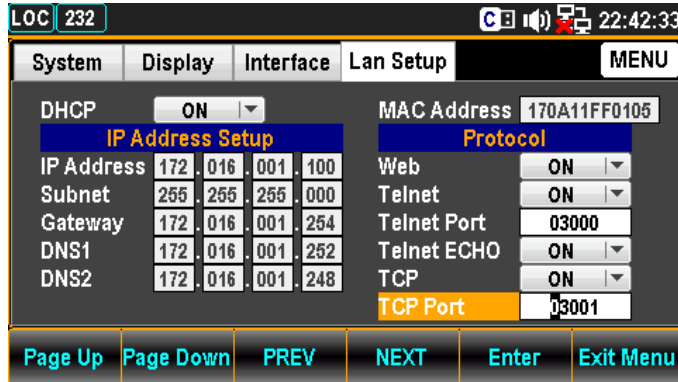 LOC 232 C 22:42:33
System Display Interface Lan Setup MENU
DHCP ON MAC Address 170A11FF0105
IP Address Setup Protocol
IP Address 172.016.001.100 Web ON
Subnet 255.255.255.000 Telnet ON
Gateway 172.016.001.254 Telnet Port 03000
DNS1 172.016.001.252 Telnet ECHO ON
DNS2 172.016.001.248 TCP ON
TCP Port 03001
Page Up Page Down PREV NEXT Enter Exit Menu